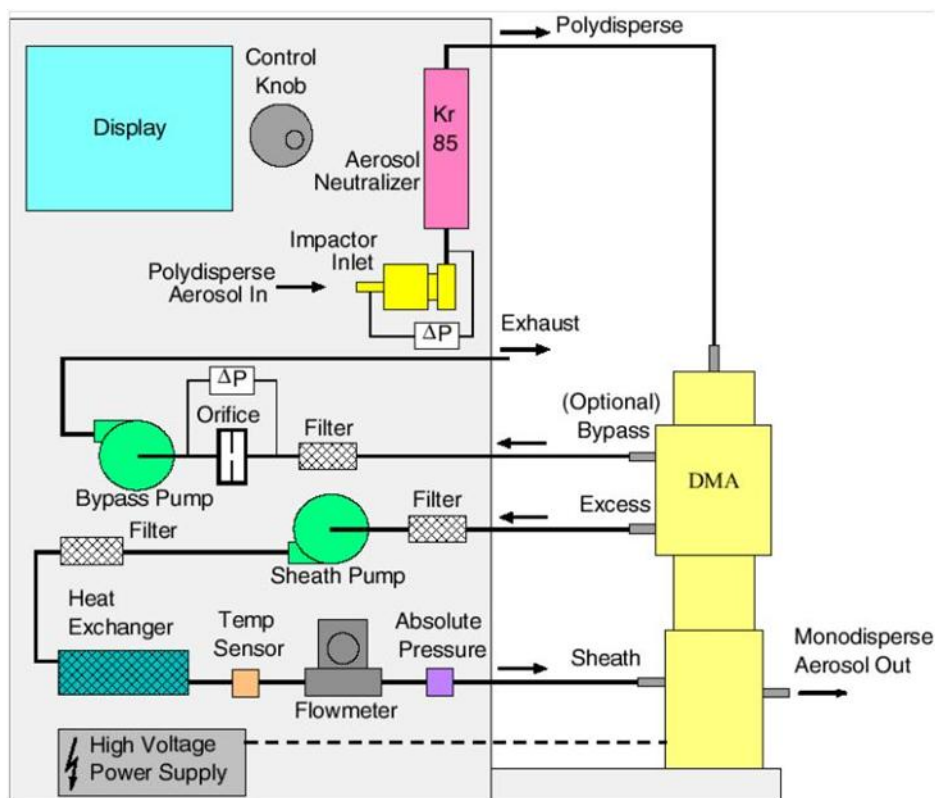 Polydisperse
Control
Knob
Display
Kr
85
Aerosol
Neutralizer
Impactor
Inlet
Polydisperse
Aerosol In
ΔP
Exhaust
ΔP
(Optional)
Bypass
Orifice
Filter
DMA
Bypass Pump
Excess
Filter
Filter
Sheath Pump
Heat
Exchanger
Temp
Sensor
Absolute
Pressure
Sheath
Monodisperse
Aerosol Out
Flowmeter
High Voltage
Power Supply